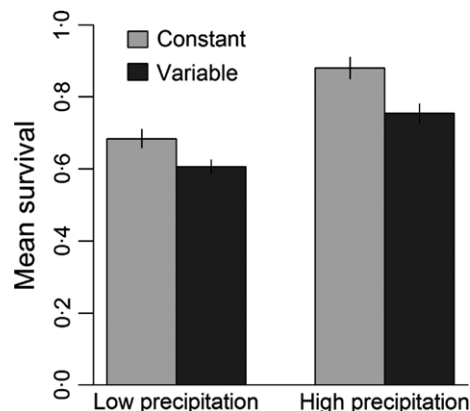 Constant
Variable
Mean survival
1·0
0·8
0·6
0·4
0·2
0·0
Low precipitation High precipitation